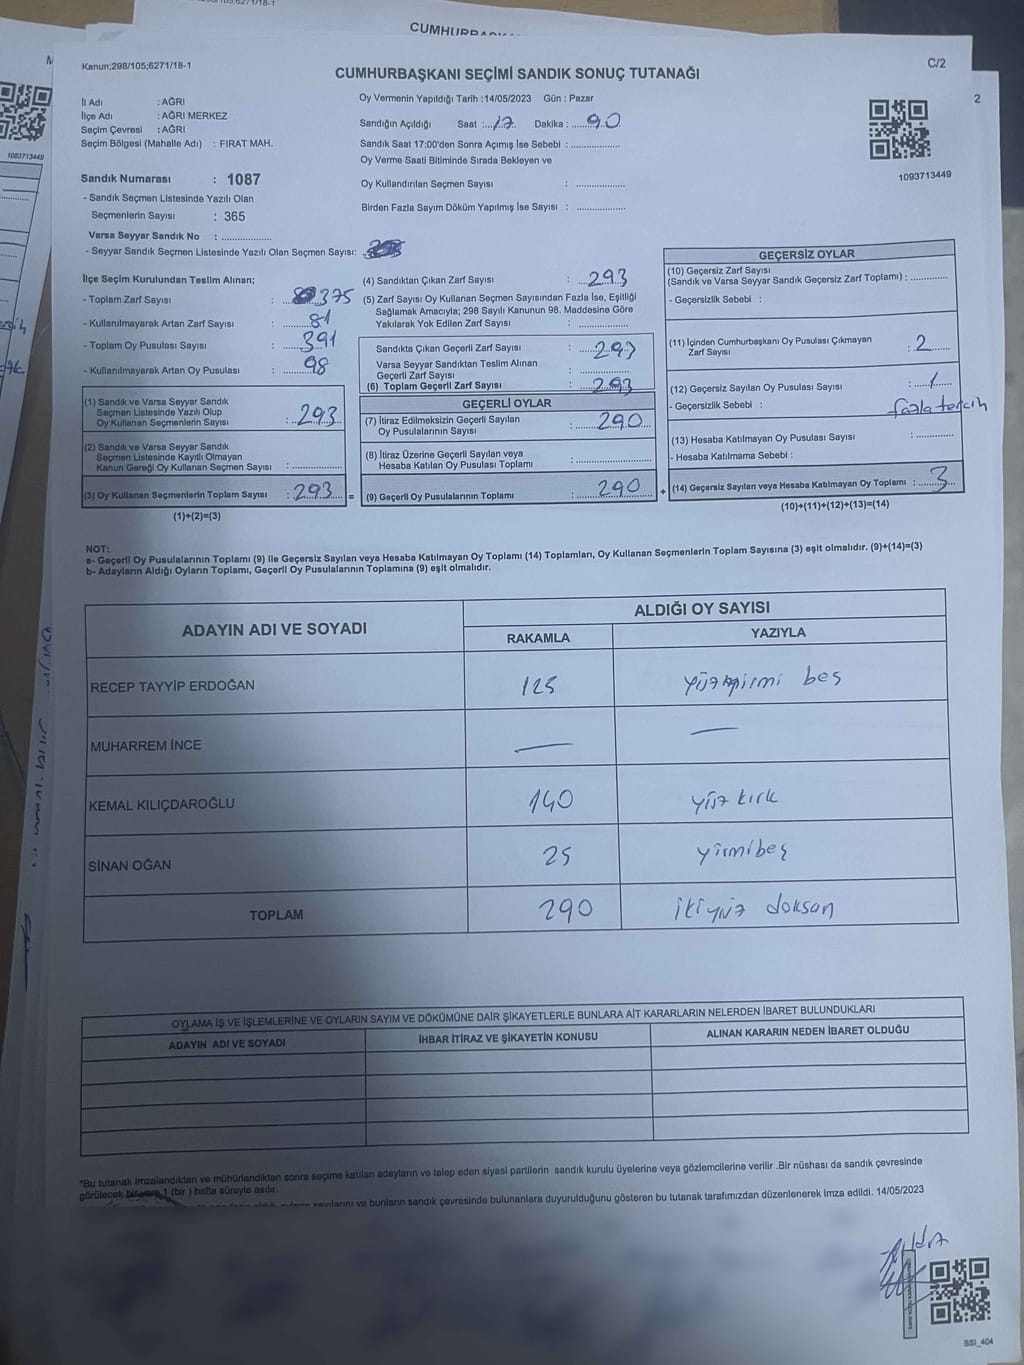 CUMHURBAŞK
Kanun;298/105;6271/18-1
C/2
CUMHURBAŞKANI SEÇİMİ SANDIK SONUÇ TUTANAĞI
İl Adı : AĞRI
İlçe Adı : AĞRI MERKEZ
Seçim Çevresi : AĞRI
Seçim Bölgesi (Mahalle Adı) : FIRAT MAH.
Oy Vermenin Yapıldığı Tarih :14/05/2023 Gün : Pazar
Sandığın Açıldığı Saat :...17.. Dakika :.......90
Sandık Saat 17:00'den Sonra Açımış İse Sebebi : ..................
Oy Verme Saati Bitiminde Sırada Bekleyen ve
Oy Kullandırılan Seçmen Sayısı : ..................
Birden Fazla Sayım Döküm Yapılmış İse Sayısı : ..................
1093713449
2
1083713449
Sandık Numarası : 1087
- Sandık Seçmen Listesinde Yazılı Olan
Seçmenlerin Sayısı : 365
Varsa Seyyar Sandık No : ..................
- Seyyar Sandık Seçmen Listesinde Yazılı Olan Seçmen Sayısı:
İlçe Seçim Kurulundan Teslim Alınan;
- Toplam Zarf Sayısı : 375
- Kullanılmayarak Artan Zarf Sayısı : 81
- Toplam Oy Pusulası Sayısı : 391
- Kullanılmayarak Artan Oy Pusulası : 98
(1) Sandık ve Varsa Seyyar Sandık
Seçmen Listesinde Yazılı Olup
Oy Kullanan Seçmenlerin Sayısı : 293
(2) Sandık ve Varsa Seyyar Sandık
Seçmen Listesinde Kayıtlı Olmayan
Kanun Gereği Oy Kullanan Seçmen Sayısı :..................
(3) Oy Kullanan Seçmenlerin Toplam Sayısı : 293 =
(1)+(2)=(3)
(4) Sandıktan Çıkan Zarf Sayısı : 293
(5) Zarf Sayısı Oy Kullanan Seçmen Sayısından Fazla İse, Eşitliği
Sağlamak Amacıyla; 298 Sayılı Kanunun 98. Maddesine Göre
Yakılarak Yok Edilen Zarf Sayısı : ..................
Sandıkta Çıkan Geçerli Zarf Sayısı : 293
Varsa Seyyar Sandıktan Teslim Alınan
Geçerli Zarf Sayısı :..................
(6) Toplam Geçerli Zarf Sayısı : 293
GEÇERLİ OYLAR
(7) İtiraz Edilmeksizin Geçerli Sayılan
Oy Pusulalarının Sayısı : 290
(8) İtiraz Üzerine Geçerli Sayılan veya
Hesaba Katılan Oy Pusulası Toplamı :..................
(9) Geçerli Oy Pusulalarının Toplamı : 290 +
GEÇERSİZ OYLAR
(10) Geçersiz Zarf Sayısı
(Sandık ve Varsa Seyyar Sandık Geçersiz Zarf Toplamı) :............
- Geçersizlik Sebebi :
(11) İçinden Cumhurbaşkanı Oy Pusulası Çıkmayan
Zarf Sayısı : 2
(12) Geçersiz Sayılan Oy Pusulası Sayısı : 1
- Geçersizlik Sebebi : fazla tercih
(13) Hesaba Katılmayan Oy Pusulası Sayısı :............
- Hesaba Katılmama Sebebi :
(14) Geçersiz Sayılan veya Hesaba Katılmayan Oy Toplamı : 3
(10)+(11)+(12)+(13)=(14)
NOT:
a- Geçerli Oy Pusulalarının Toplamı (9) ile Geçersiz Sayılan veya Hesaba Katılmayan Oy Toplamı (14) Toplamları, Oy Kullanan Seçmenlerin Toplam Sayısına (3) eşit olmalıdır. (9)+(14)=(3)
b- Adayların Aldığı Oyların Toplamı, Geçerli Oy Pusulalarının Toplamına (9) eşit olmalıdır.
ADAYIN ADI VE SOYADI ALDIĞI OY SAYISI
RAKAMLA YAZIYLA
RECEP TAYYİP ERDOĞAN 125 yüzyirmi beş
MUHARREM İNCE — —
KEMAL KILIÇDAROĞLU 140 yüz kırk
SİNAN OĞAN 25 yirmibeş
TOPLAM 290 ikiyüz doksan
OYLAMA İŞ VE İŞLEMLERİNE VE OYLARIN SAYIM VE DÖKÜMÜNE DAİR ŞİKAYETLERLE BUNLARA AİT KARARLARIN NELERDEN İBARET BULUNDUKLARI
ADAYIN ADI VE SOYADI İHBAR İTİRAZ VE ŞİKAYETİN KONUSU ALINAN KARARIN NEDEN İBARET OLDUĞU
*Bu tutanak imzalandıktan ve mühürlendikten sonra seçime katılan adayların ve talep eden siyasi partilerin sandık kurulu üyelerine veya gözlemcilerine verilir .Bir nüshası da sandık çevresinde
görülecek bir yere 1 (bir ) hafta süreyle asılır.
sayılarını ve bunların sandık çevresinde bulunanlara duyurulduğunu gösteren bu tutanak tarafımızdan düzenlenerek imza edildi. 14/05/2023
SSI_404